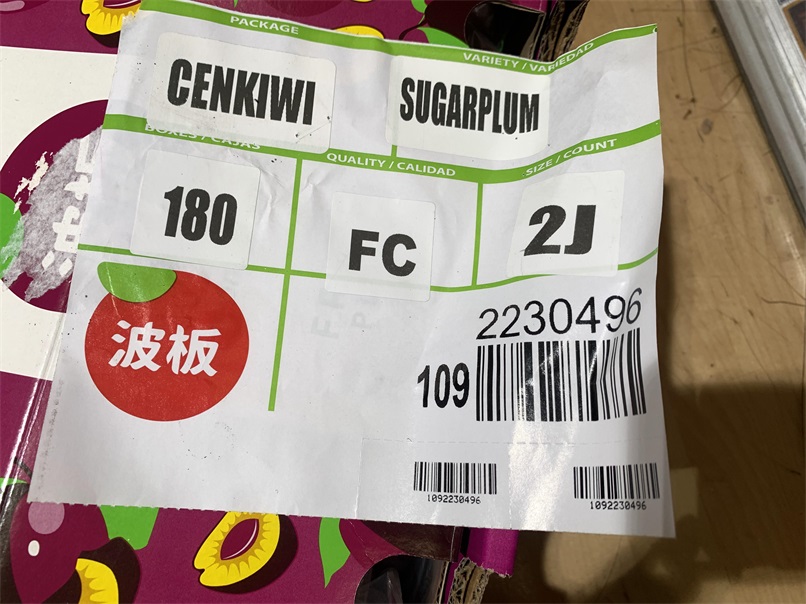 PACKAGE
VARIETY / VARIEDAD
CENKIWI
SUGARPLUM
BOXES / CAJAS
QUALITY / CALIDAD
SIZE / COUNT
180
FC
2J
波板
2230496
109
1092230496
1092230496